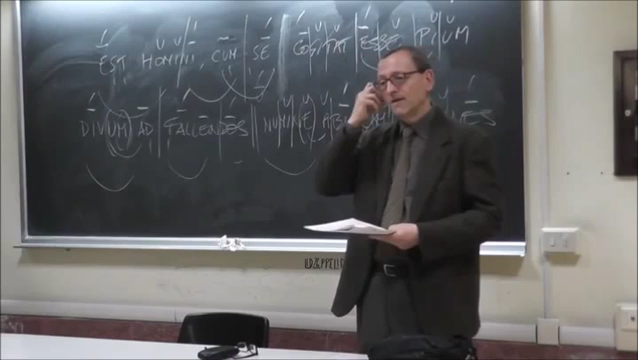 EST HOMINI, CUM SE COGITAT ESSE PIUM
DIVUM AD FALLENDOS NUMINE